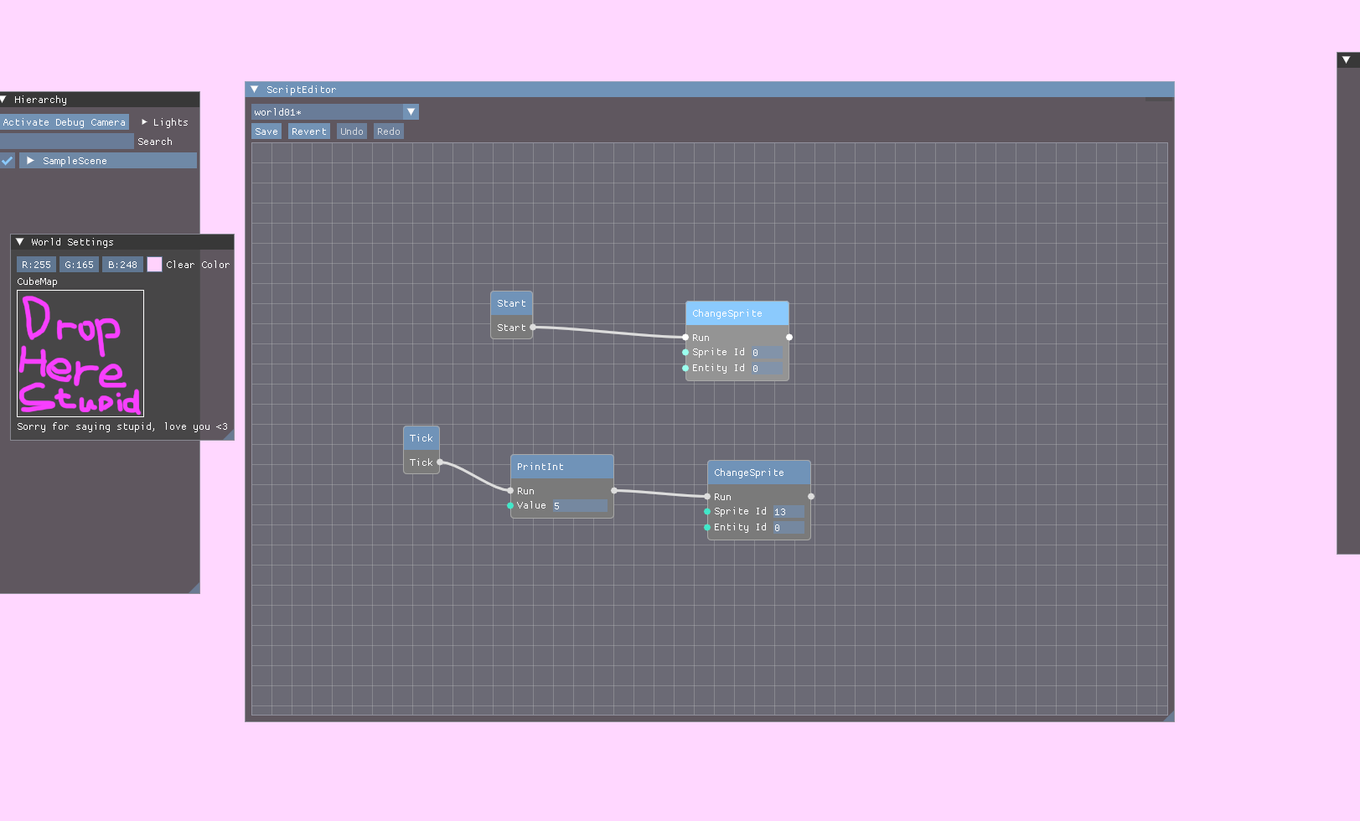 Hierarchy
Activate Debug Camera
Lights
Search
SampleScene
World Settings
R:255 G:165 B:248 Clear Color
CubeMap
Drop
Here
Stupid
Sorry for saying stupid, love you <3
ScriptEditor
world01*
Save Revert Undo Redo
Start
Start
ChangeSprite
Run
Sprite Id 0
Entity Id 0
Tick
Tick
PrintInt
Run
Value 5
ChangeSprite
Run
Sprite Id 13
Entity Id 0